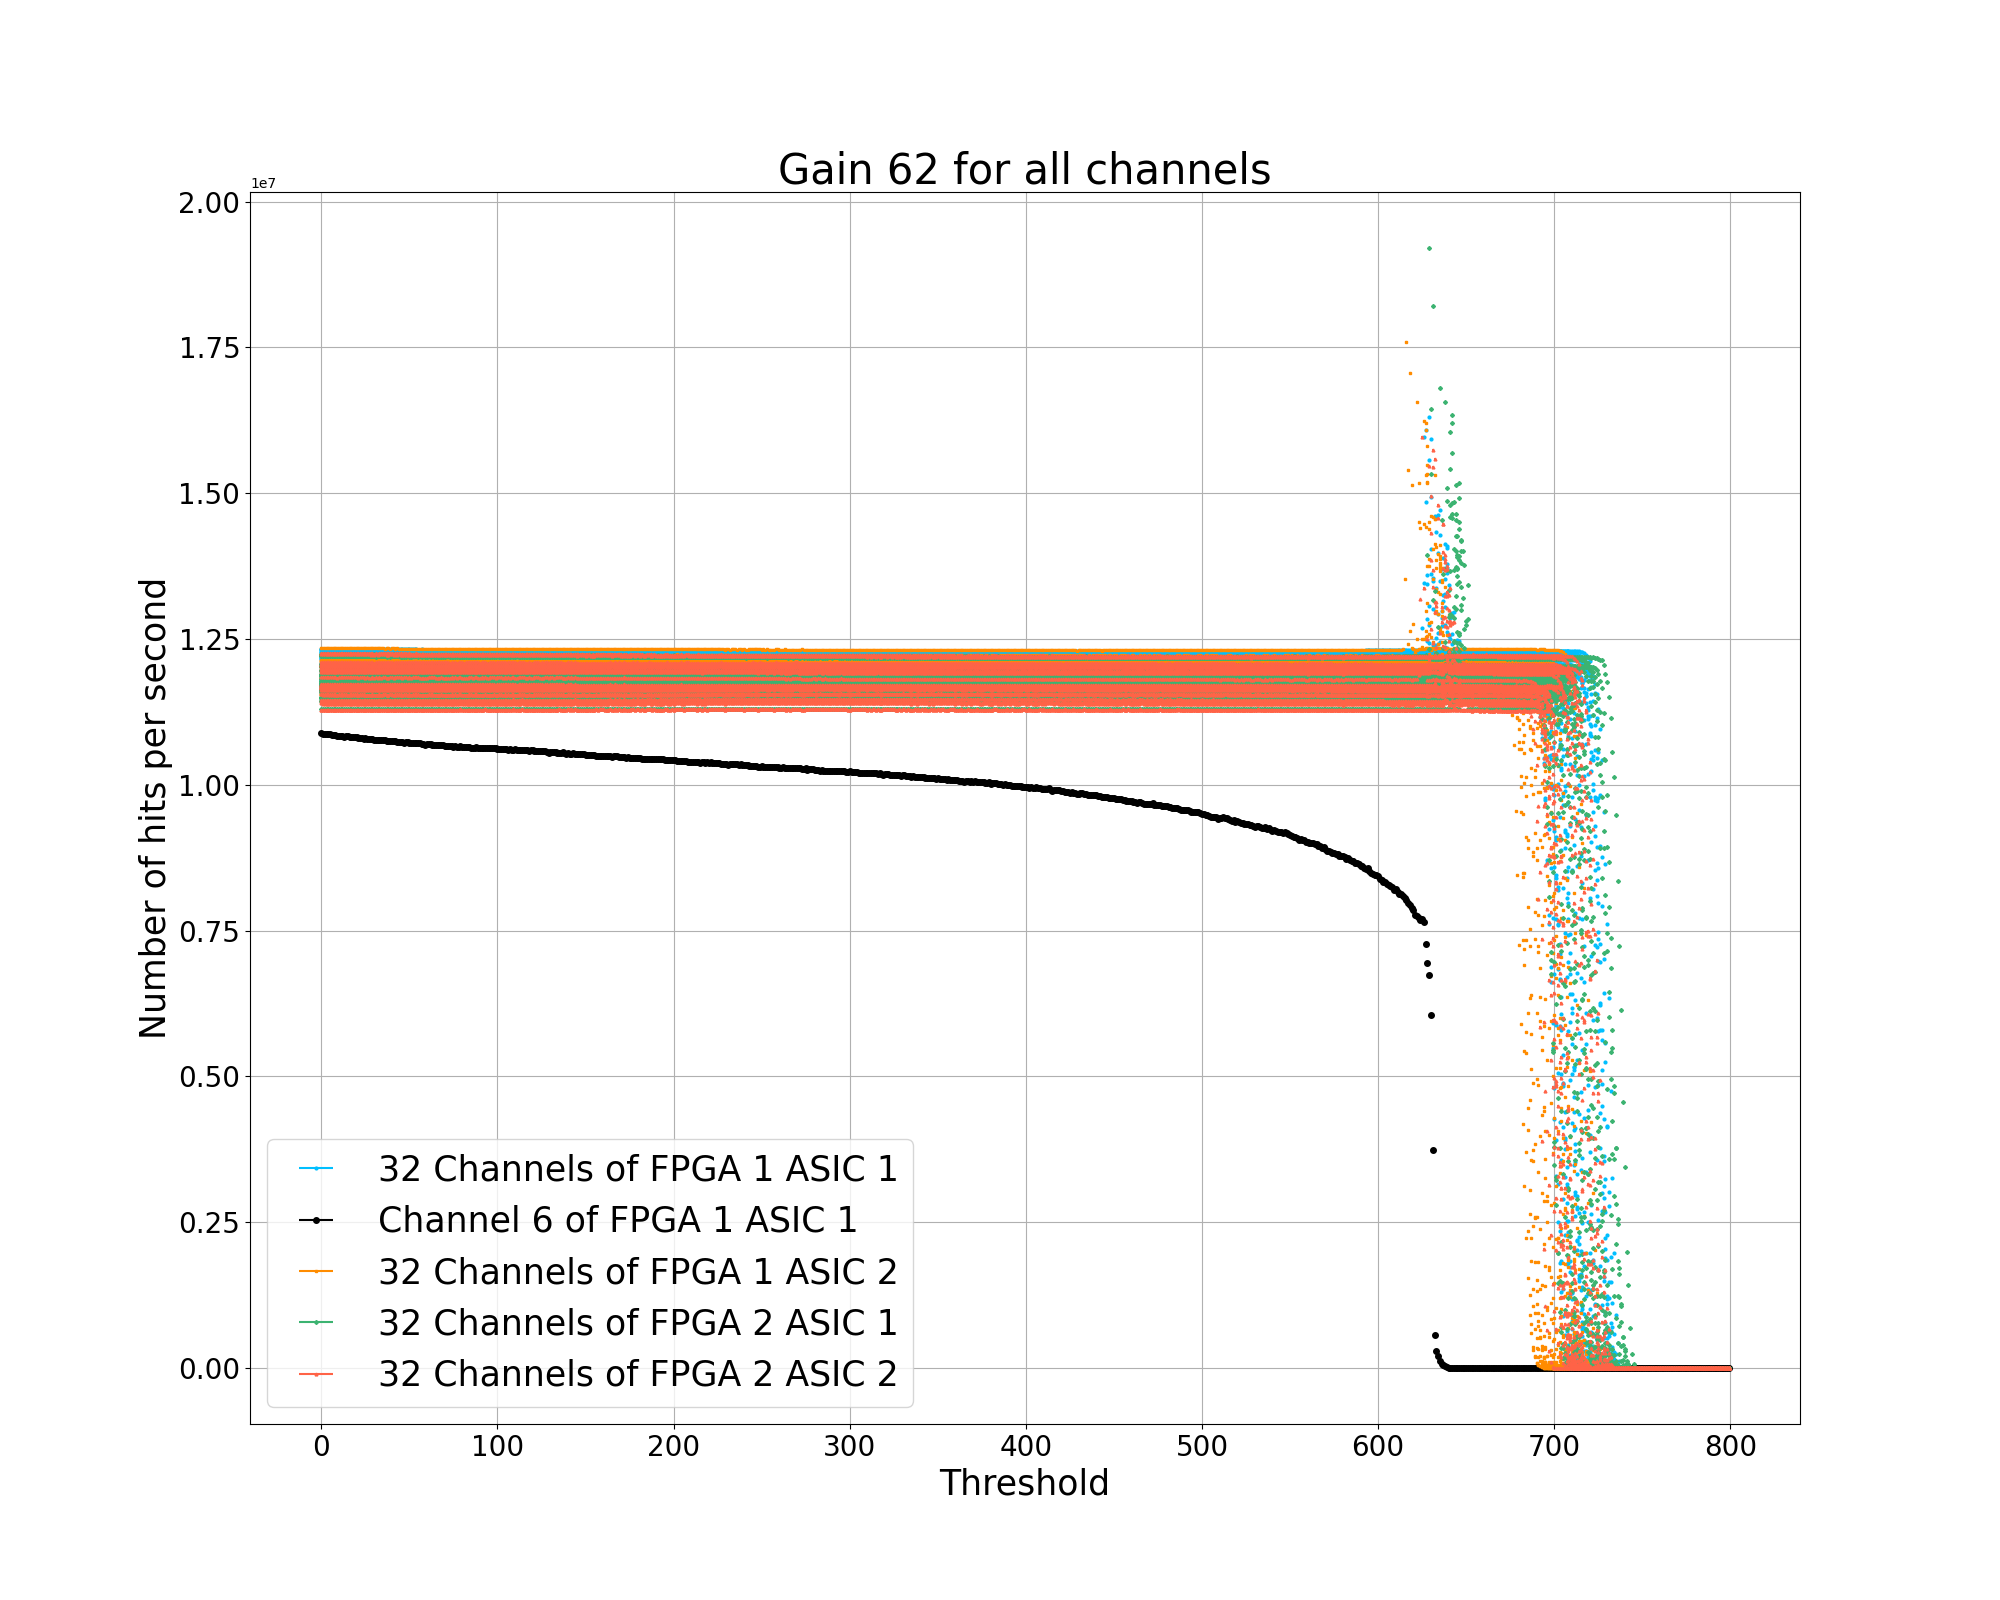 Gain 62 for all channels
1e7
2.00
1.75
1.50
1.25
1.00
0.75
0.50
0.25
0.00
Number of hits per second
32 Channels of FPGA 1 ASIC 1
Channel 6 of FPGA 1 ASIC 1
32 Channels of FPGA 1 ASIC 2
32 Channels of FPGA 2 ASIC 1
32 Channels of FPGA 2 ASIC 2
0 100 200 300 400 500 600 700 800
Threshold